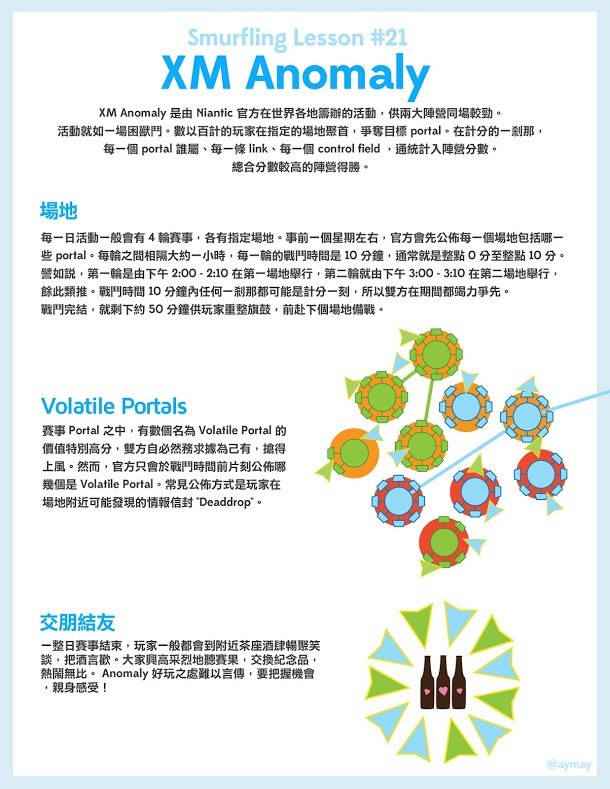 Smurfling Lesson #21
XM Anomaly
XM Anomaly 是由 Niantic 官方在世界各地籌辦的活動，供兩大陣營同場較勁。
活動就如一場困獸鬥。數以百計的玩家在指定的場地聚首，爭奪目標 portal。在計分的一剎那，
每一個 portal 誰屬、每一條 link、每一個 control field ，通統計入陣營分數。
總合分數較高的陣營得勝。
場地
每一日活動一般會有 4 輪賽事，各有指定場地。事前一個星期左右，官方會先公佈每一個場地包括哪一
些 portal。每輪之間相隔大約一小時，每一輪的戰鬥時間是 10 分鐘，通常就是整點 0 分至整點 10 分。
譬如說，第一輪是由下午 2:00 - 2:10 在第一場地舉行，第二輪就由下午 3:00 - 3:10 在第二場地舉行，
餘此類推。戰鬥時間 10 分鐘內任何一剎那都可能是計分一刻，所以雙方在期間都竭力爭先。
戰鬥完結，就剩下約 50 分鐘供玩家重整旗鼓，前赴下個場地備戰。
Volatile Portals
賽事 Portal 之中，有數個名為 Volatile Portal 的
價值特別高分，雙方自必然務求據為己有，搶得
上風。然而，官方只會於戰鬥時間前片刻公佈哪
幾個是 Volatile Portal。常見公佈方式是玩家在
場地附近可能發現的情報信封 "Deaddrop"。
交朋結友
一整日賽事結束，玩家一般都會到附近茶座酒肆暢聚笑
談，把酒言歡。大家興高采烈地聽賽果，交換紀念品，
熱鬧無比。 Anomaly 好玩之處難以言傳，要把握機會
，親身感受！
@aymay